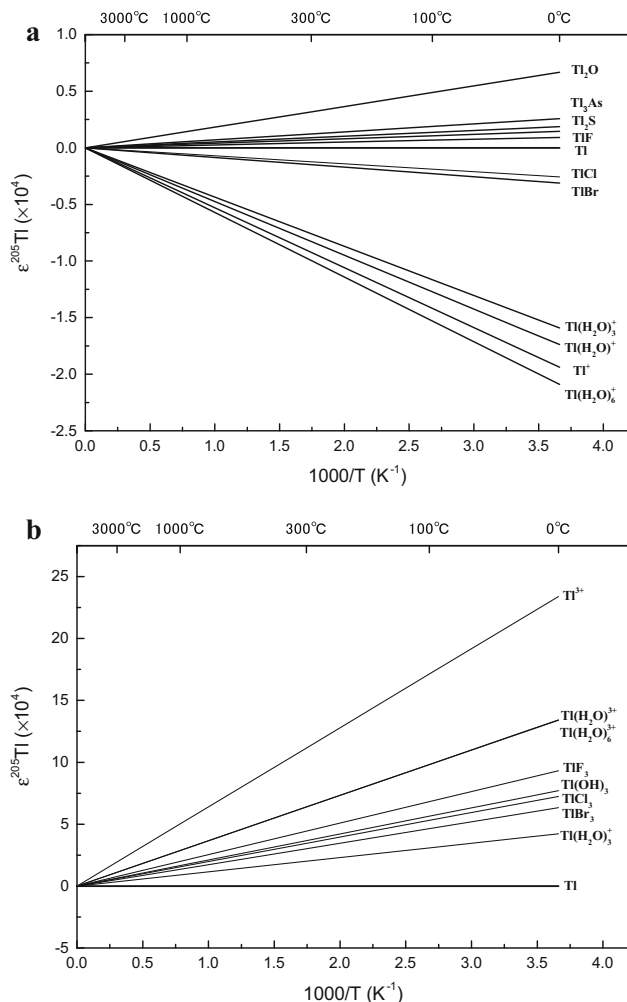 a
3000℃ 1000℃ 300℃ 100℃ 0℃
1.0
0.5
0.0
-0.5
-1.0
-1.5
-2.0
-2.5
ε²⁰⁵Tl (×10⁴)
Tl₂O
Tl₃As
Tl₂S
TlF
Tl
TlCl
TlBr
Tl(H₂O)₃⁺
Tl(H₂O)⁺
Tl⁺
Tl(H₂O)₆⁺
0.0 0.5 1.0 1.5 2.0 2.5 3.0 3.5 4.0
1000/T (K⁻¹)
b
3000℃ 1000℃ 300℃ 100℃ 0℃
25
20
15
10
5
0
-5
ε²⁰⁵Tl (×10⁴)
Tl³⁺
Tl(H₂O)³⁺
Tl(H₂O)₆³⁺
TlF₃
Tl(OH)₃
TlCl₃
TlBr₃
Tl(H₂O)₃⁺
Tl
0.0 0.5 1.0 1.5 2.0 2.5 3.0 3.5 4.0
1000/T (K⁻¹)